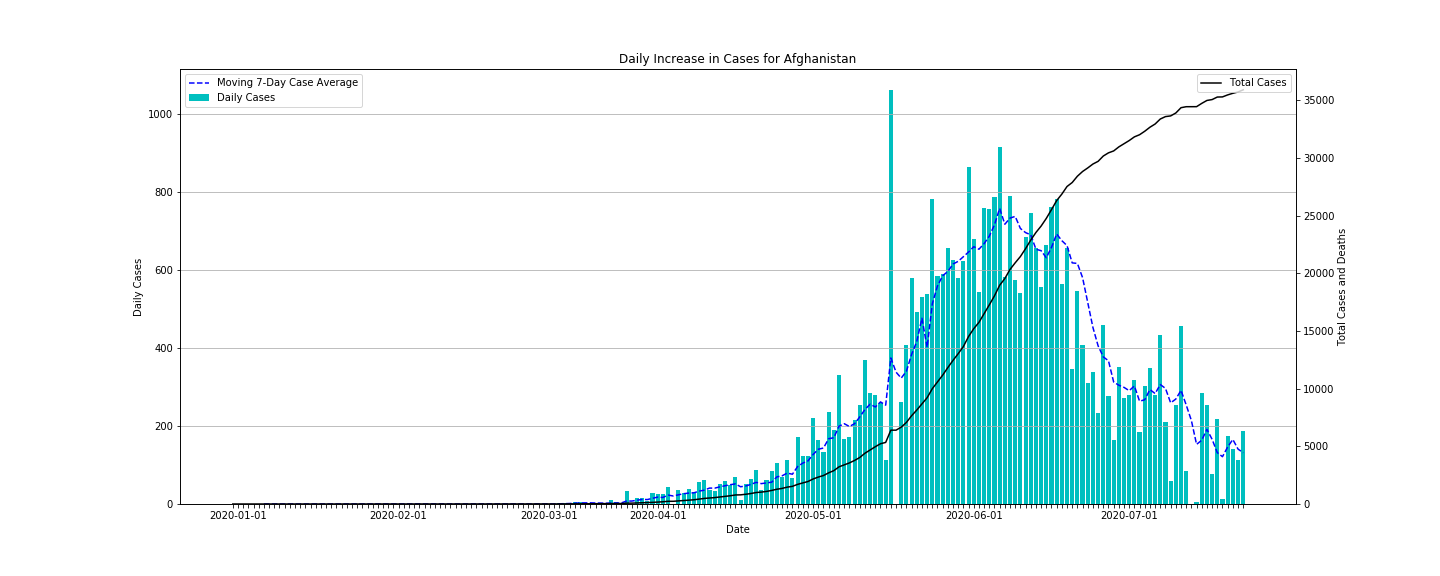 Daily Increase in Cases for Afghanistan
Moving 7-Day Case Average
Daily Cases
Total Cases
Daily Cases
1000
800
600
400
200
0
35000
30000
25000
20000
15000
10000
5000
0
Total Cases and Deaths
2020-01-01 2020-02-01 2020-03-01 2020-04-01 2020-05-01 2020-06-01 2020-07-01
Date